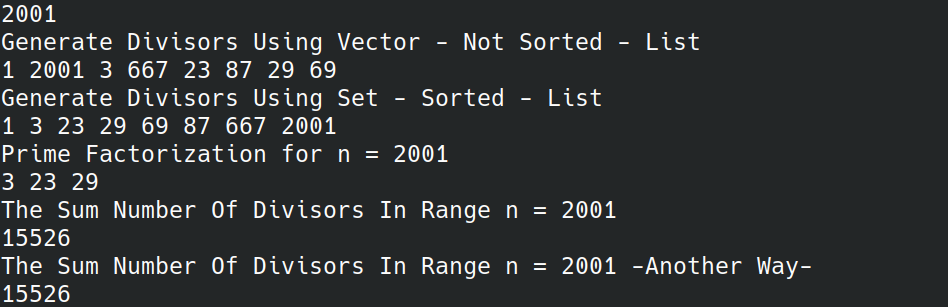 2001
Generate Divisors Using Vector - Not Sorted - List
1 2001 3 667 23 87 29 69
Generate Divisors Using Set - Sorted - List
1 3 23 29 69 87 667 2001
Prime Factorization for n = 2001
3 23 29
The Sum Number Of Divisors In Range n = 2001
15526
The Sum Number Of Divisors In Range n = 2001 -Another Way-
15526